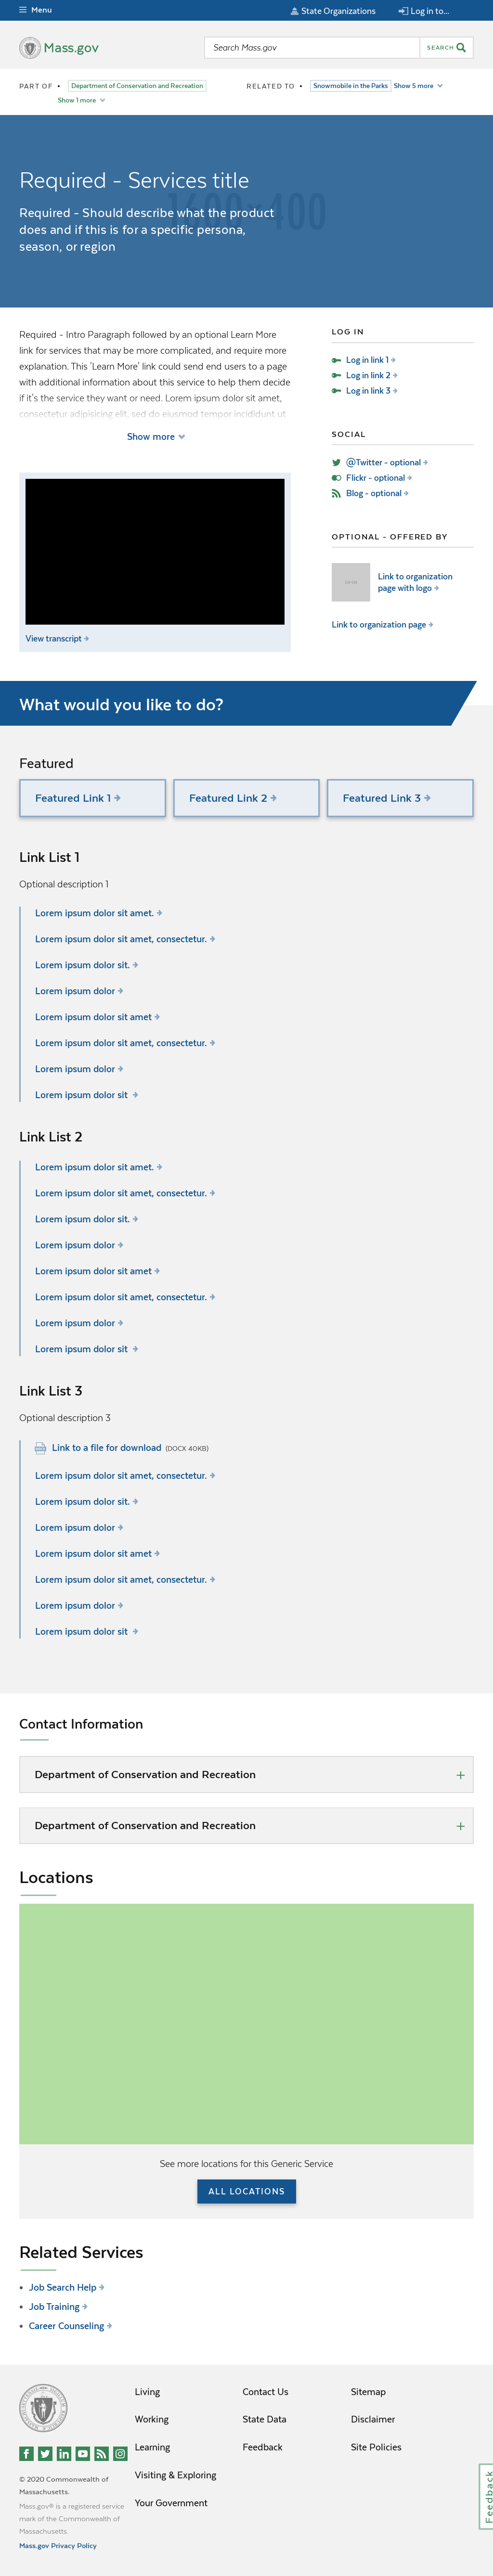 Menu
State Organizations
Log in to...
Mass.gov
Search Mass.gov
SEARCH
PART OF
Department of Conservation and Recreation
Show 1 more
RELATED TO
Snowmobile in the Parks
Show 5 more
Required - Services title
1600×400
Required - Should describe what the product
does and if this is for a specific persona,
season, or region
Required - Intro Paragraph followed by an optional Learn More
link for services that may be more complicated, and require more
explanation. This 'Learn More' link could send end users to a page
with additional information about this service to help them decide
if it's the service they want or need. Lorem ipsum dolor sit amet,
consectetur adipisicing elit, sed do eiusmod tempor incididunt ut
Show more
View transcript
LOG IN
Log in link 1
Log in link 2
Log in link 3
SOCIAL
@Twitter - optional
Flickr - optional
Blog - optional
OPTIONAL - OFFERED BY
Link to organization
page with logo
Link to organization page
What would you like to do?
Featured
Featured Link 1
Featured Link 2
Featured Link 3
Link List 1
Optional description 1
Lorem ipsum dolor sit amet.
Lorem ipsum dolor sit amet, consectetur.
Lorem ipsum dolor sit.
Lorem ipsum dolor
Lorem ipsum dolor sit amet
Lorem ipsum dolor sit amet, consectetur.
Lorem ipsum dolor
Lorem ipsum dolor sit
Link List 2
Lorem ipsum dolor sit amet.
Lorem ipsum dolor sit amet, consectetur.
Lorem ipsum dolor sit.
Lorem ipsum dolor
Lorem ipsum dolor sit amet
Lorem ipsum dolor sit amet, consectetur.
Lorem ipsum dolor
Lorem ipsum dolor sit
Link List 3
Optional description 3
Link to a file for download (DOCX 40KB)
Lorem ipsum dolor sit amet, consectetur.
Lorem ipsum dolor sit.
Lorem ipsum dolor
Lorem ipsum dolor sit amet
Lorem ipsum dolor sit amet, consectetur.
Lorem ipsum dolor
Lorem ipsum dolor sit
Contact Information
Department of Conservation and Recreation
Department of Conservation and Recreation
Locations
See more locations for this Generic Service
ALL LOCATIONS
Related Services
Job Search Help
Job Training
Career Counseling
Living
Working
Learning
Visiting & Exploring
Your Government
Contact Us
State Data
Feedback
Sitemap
Disclaimer
Site Policies
© 2020 Commonwealth of
Massachusetts.
Mass.gov® is a registered service
mark of the Commonwealth of
Massachusetts.
Mass.gov Privacy Policy
Feedback